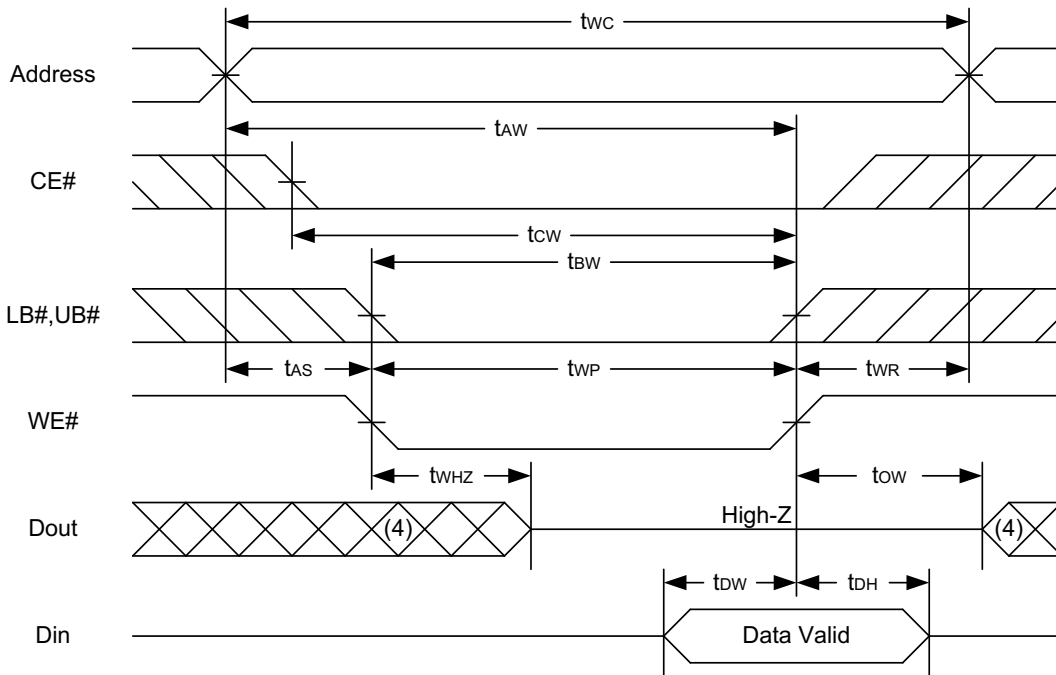 tWC
Address
tAW
CE#
tCW
tBW
LB#,UB#
tAS
tWP
tWR
WE#
tWHZ
tOW
Dout
(4)
High-Z
(4)
tDW
tDH
Din
Data Valid